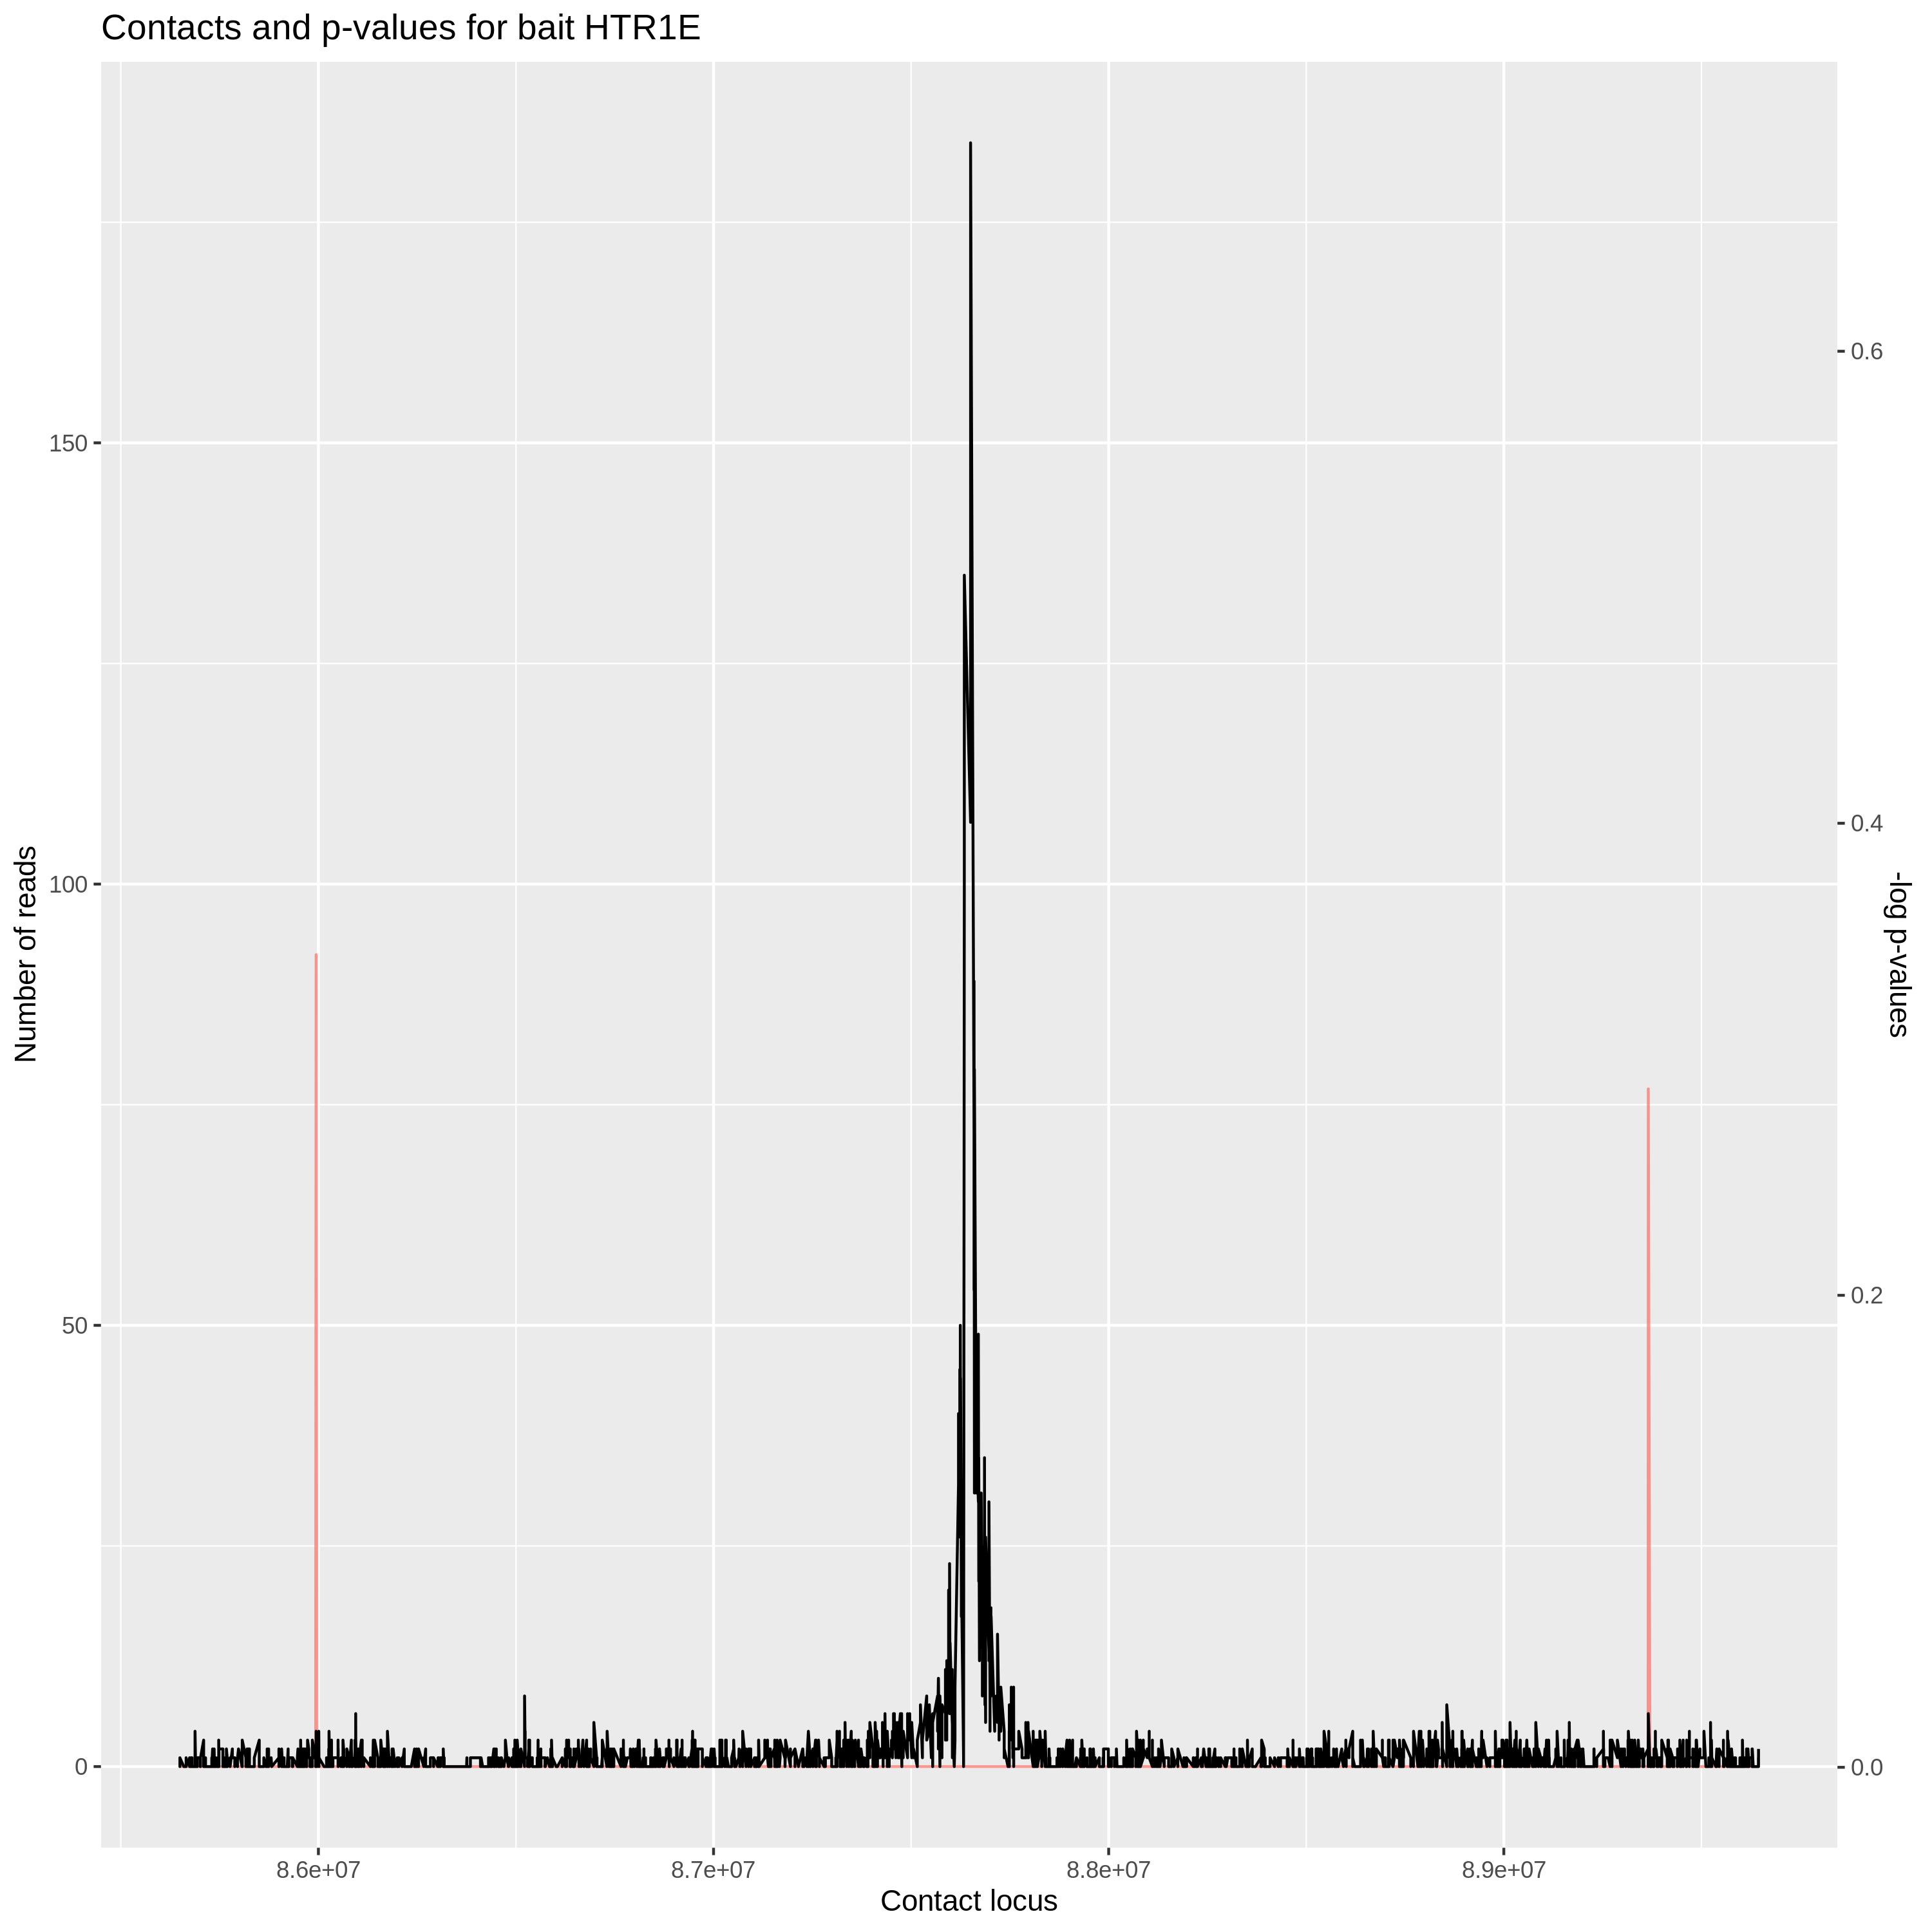 Contacts and p-values for bait HTR1E
Number of reads
150
100
50
0
0.6
0.4
0.2
0.0
-log p-values
8.6e+07
8.7e+07
8.8e+07
8.9e+07
Contact locus